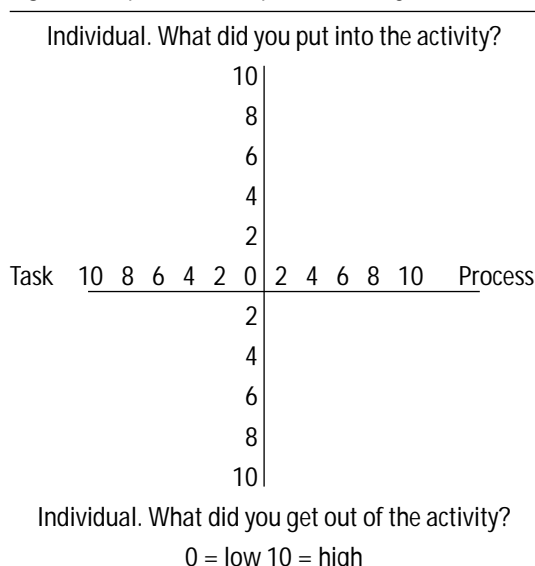 Individual. What did you put into the activity?
10
8
6
4
2
Task 10 8 6 4 2 0 2 4 6 8 10 Process
2
4
6
8
10
Individual. What did you get out of the activity?
0 = low 10 = high